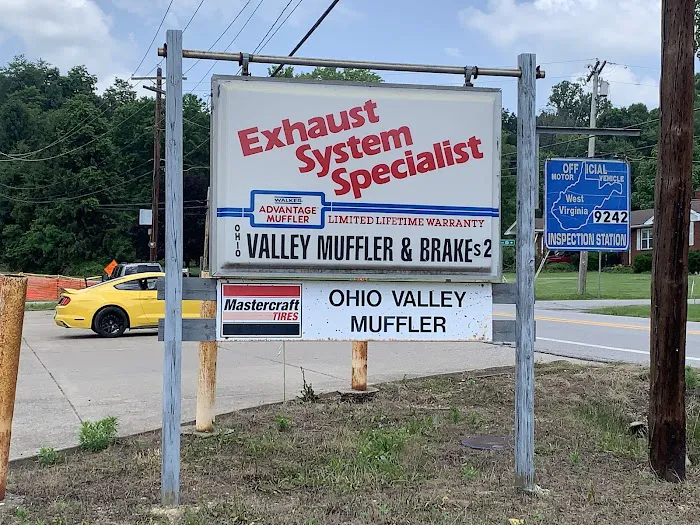 Exhaust
System
Specialist
WALKER
ADVANTAGE
MUFFLER
LIMITED LIFETIME WARRANTY
OHIO
VALLEY MUFFLER & BRAKEs 2
Mastercraft
TIRES
OHIO VALLEY
MUFFLER
OFFICIAL
MOTOR VEHICLE
West
Virginia
9242
INSPECTION STATION